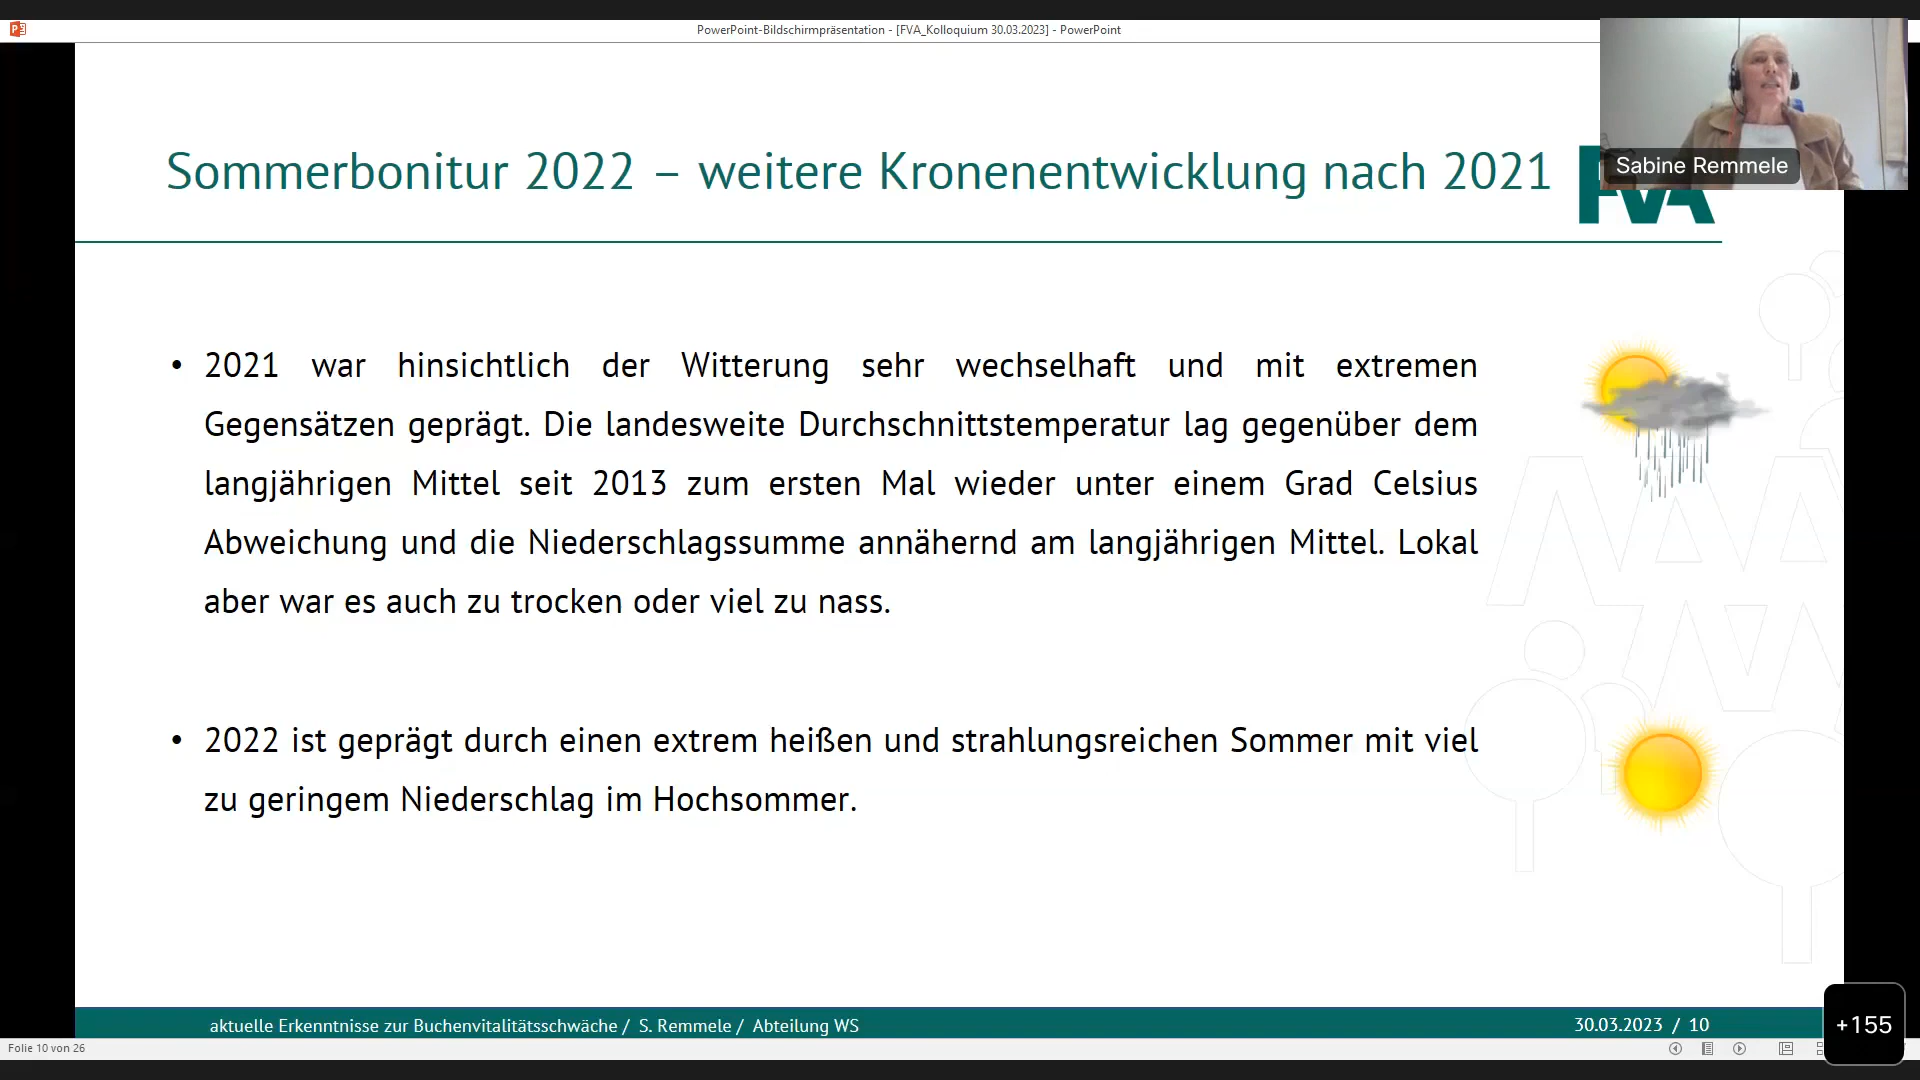 PowerPoint-Bildschirmpräsentation - [FVA_Kolloquium 30.03.2023] - PowerPoint
Sabine Remmele
Sommerbonitur 2022 – weitere Kronenentwicklung nach 2021
FVA
• 2021 war hinsichtlich der Witterung sehr wechselhaft und mit extremen
Gegensätzen geprägt. Die landesweite Durchschnittstemperatur lag gegenüber dem
langjährigen Mittel seit 2013 zum ersten Mal wieder unter einem Grad Celsius
Abweichung und die Niederschlagssumme annähernd am langjährigen Mittel. Lokal
aber war es auch zu trocken oder viel zu nass.
• 2022 ist geprägt durch einen extrem heißen und strahlungsreichen Sommer mit viel
zu geringem Niederschlag im Hochsommer.
aktuelle Erkenntnisse zur Buchenvitalitätsschwäche / S. Remmele / Abteilung WS
30.03.2023 / 10
+155
Folie 10 von 26